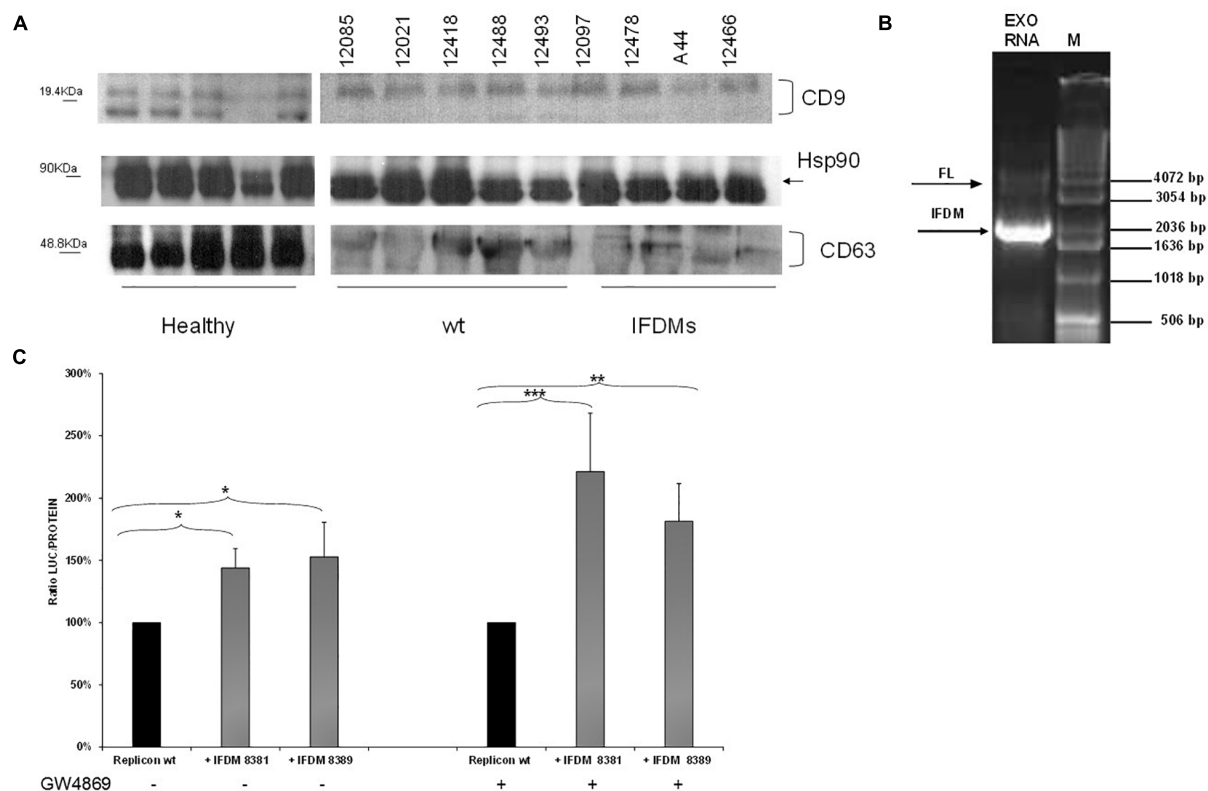 A
12085
12021
12418
12488
12493
12097
12478
A 44
12466
19.4KDa
CD9
90KDa
Hsp90
48.8KDa
CD63
Healthy
wt
IFDMs
B
EXO
RNA
M
FL
IFDM
4072 bp
3054 bp
2036 bp
1636 bp
1018 bp
506 bp
C
Ratio LUC/PROTEIN
300%
250%
200%
150%
100%
50%
0%
*
*
***
**
Replicon wt
+ IFDM 8381
+ IFDM 8389
Replicon wt
+ IFDM 8381
+ IFDM 8389
GW4869 - - - + + +